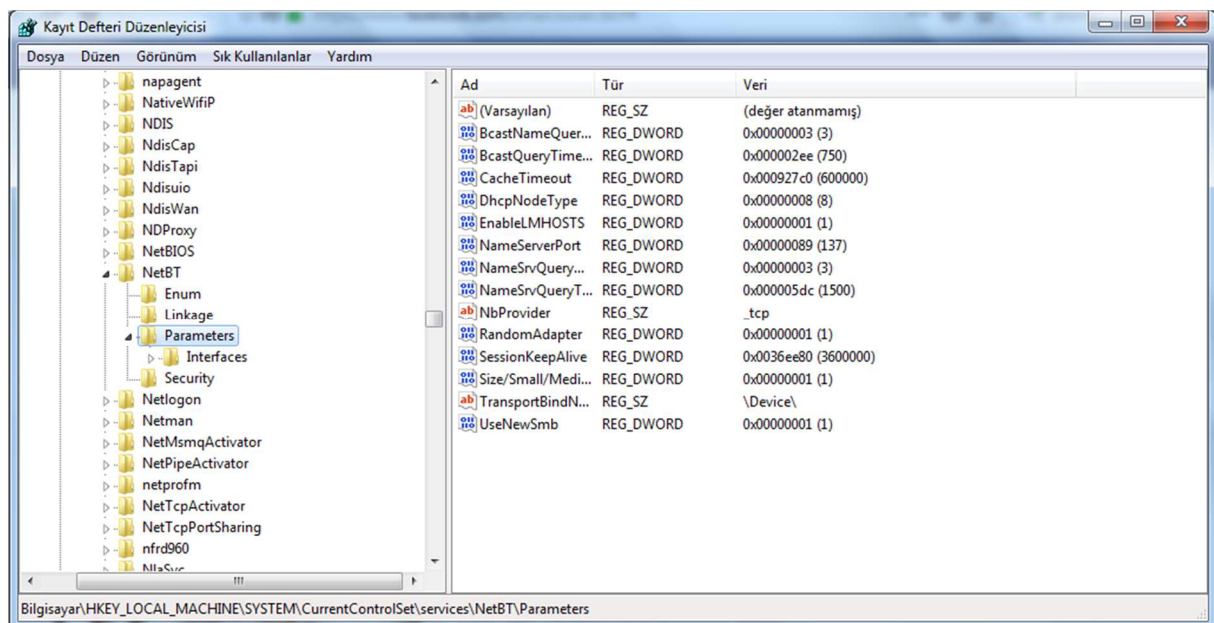 Kayıt Defteri Düzenleyicisi
Dosya Düzen Görünüm Sık Kullanılanlar Yardım
napagent
NativeWifiP
NDIS
NdisCap
NdisTapi
Ndisuio
NdisWan
NDProxy
NetBIOS
NetBT
Enum
Linkage
Parameters
Interfaces
Security
Netlogon
Netman
NetMsmqActivator
NetPipeActivator
netprofm
NetTcpActivator
NetTcpPortSharing
nfrd960
NlaSvc
Ad Tür Veri
(Varsayılan) REG_SZ (değer atanmamış)
BcastNameQuer... REG_DWORD 0x00000003 (3)
BcastQueryTime... REG_DWORD 0x000002ee (750)
CacheTimeout REG_DWORD 0x000927c0 (600000)
DhcpNodeType REG_DWORD 0x00000008 (8)
EnableLMHOSTS REG_DWORD 0x00000001 (1)
NameServerPort REG_DWORD 0x00000089 (137)
NameSrvQuery... REG_DWORD 0x00000003 (3)
NameSrvQueryT... REG_DWORD 0x000005dc (1500)
NbProvider REG_SZ _tcp
RandomAdapter REG_DWORD 0x00000001 (1)
SessionKeepAlive REG_DWORD 0x0036ee80 (3600000)
Size/Small/Medi... REG_DWORD 0x00000001 (1)
TransportBindN... REG_SZ \Device\
UseNewSmb REG_DWORD 0x00000001 (1)
Bilgisayar\HKEY_LOCAL_MACHINE\SYSTEM\CurrentControlSet\services\NetBT\Parameters